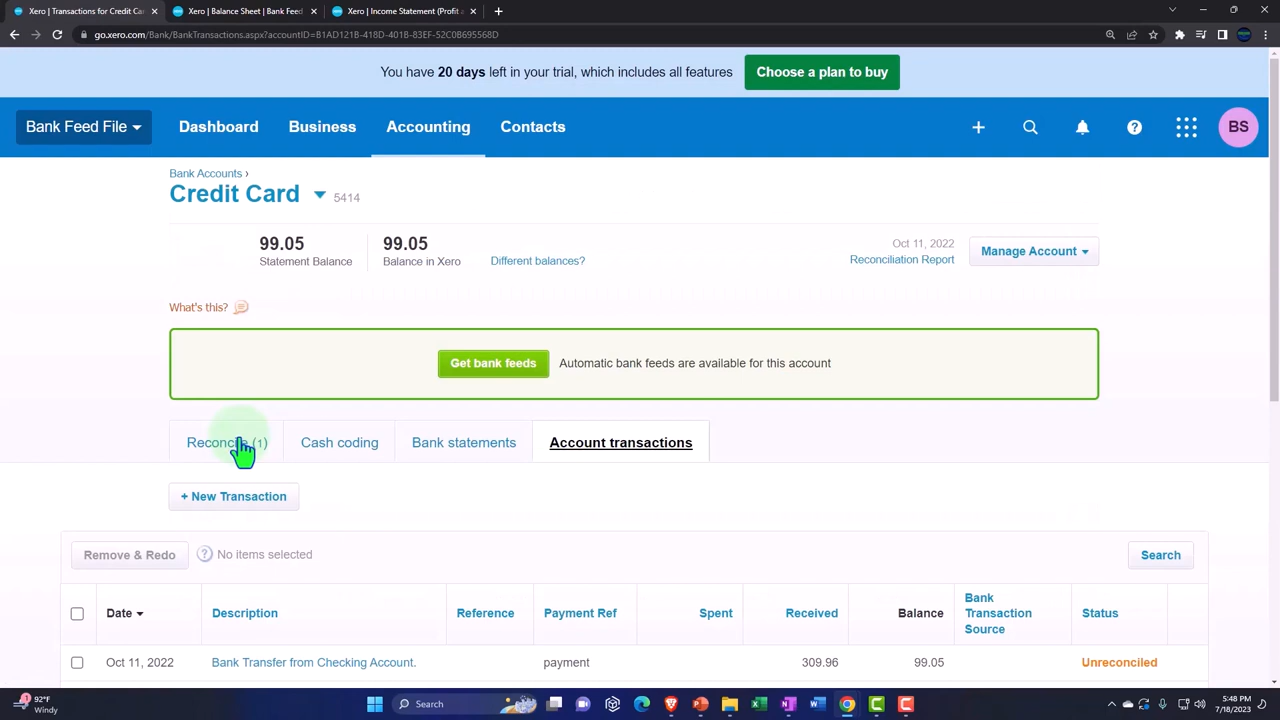 Xero | Transactions for Credit Car
Xero | Balance Sheet | Bank Feed
Xero | Income Statement (Profit a
go.xero.com/Bank/BankTransactions.aspx?accountID=B1AD121B-418D-401B-83EF-52C0B695568D
You have 20 days left in your trial, which includes all features
Choose a plan to buy
Bank Feed File
Dashboard
Business
Accounting
Contacts
BS
Bank Accounts ›
Credit Card
5414
99.05
Statement Balance
99.05
Balance in Xero
Different balances?
Oct 11, 2022
Reconciliation Report
Manage Account
What's this?
Get bank feeds
Automatic bank feeds are available for this account
Reconcile (1)
Cash coding
Bank statements
Account transactions
+ New Transaction
Remove & Redo
? No items selected
Search
Date
Description
Reference
Payment Ref
Spent
Received
Balance
Bank
Transaction
Source
Status
Oct 11, 2022
Bank Transfer from Checking Account.
payment
309.96
99.05
Unreconciled
92°F
Windy
Search
5:48 PM
7/18/2023